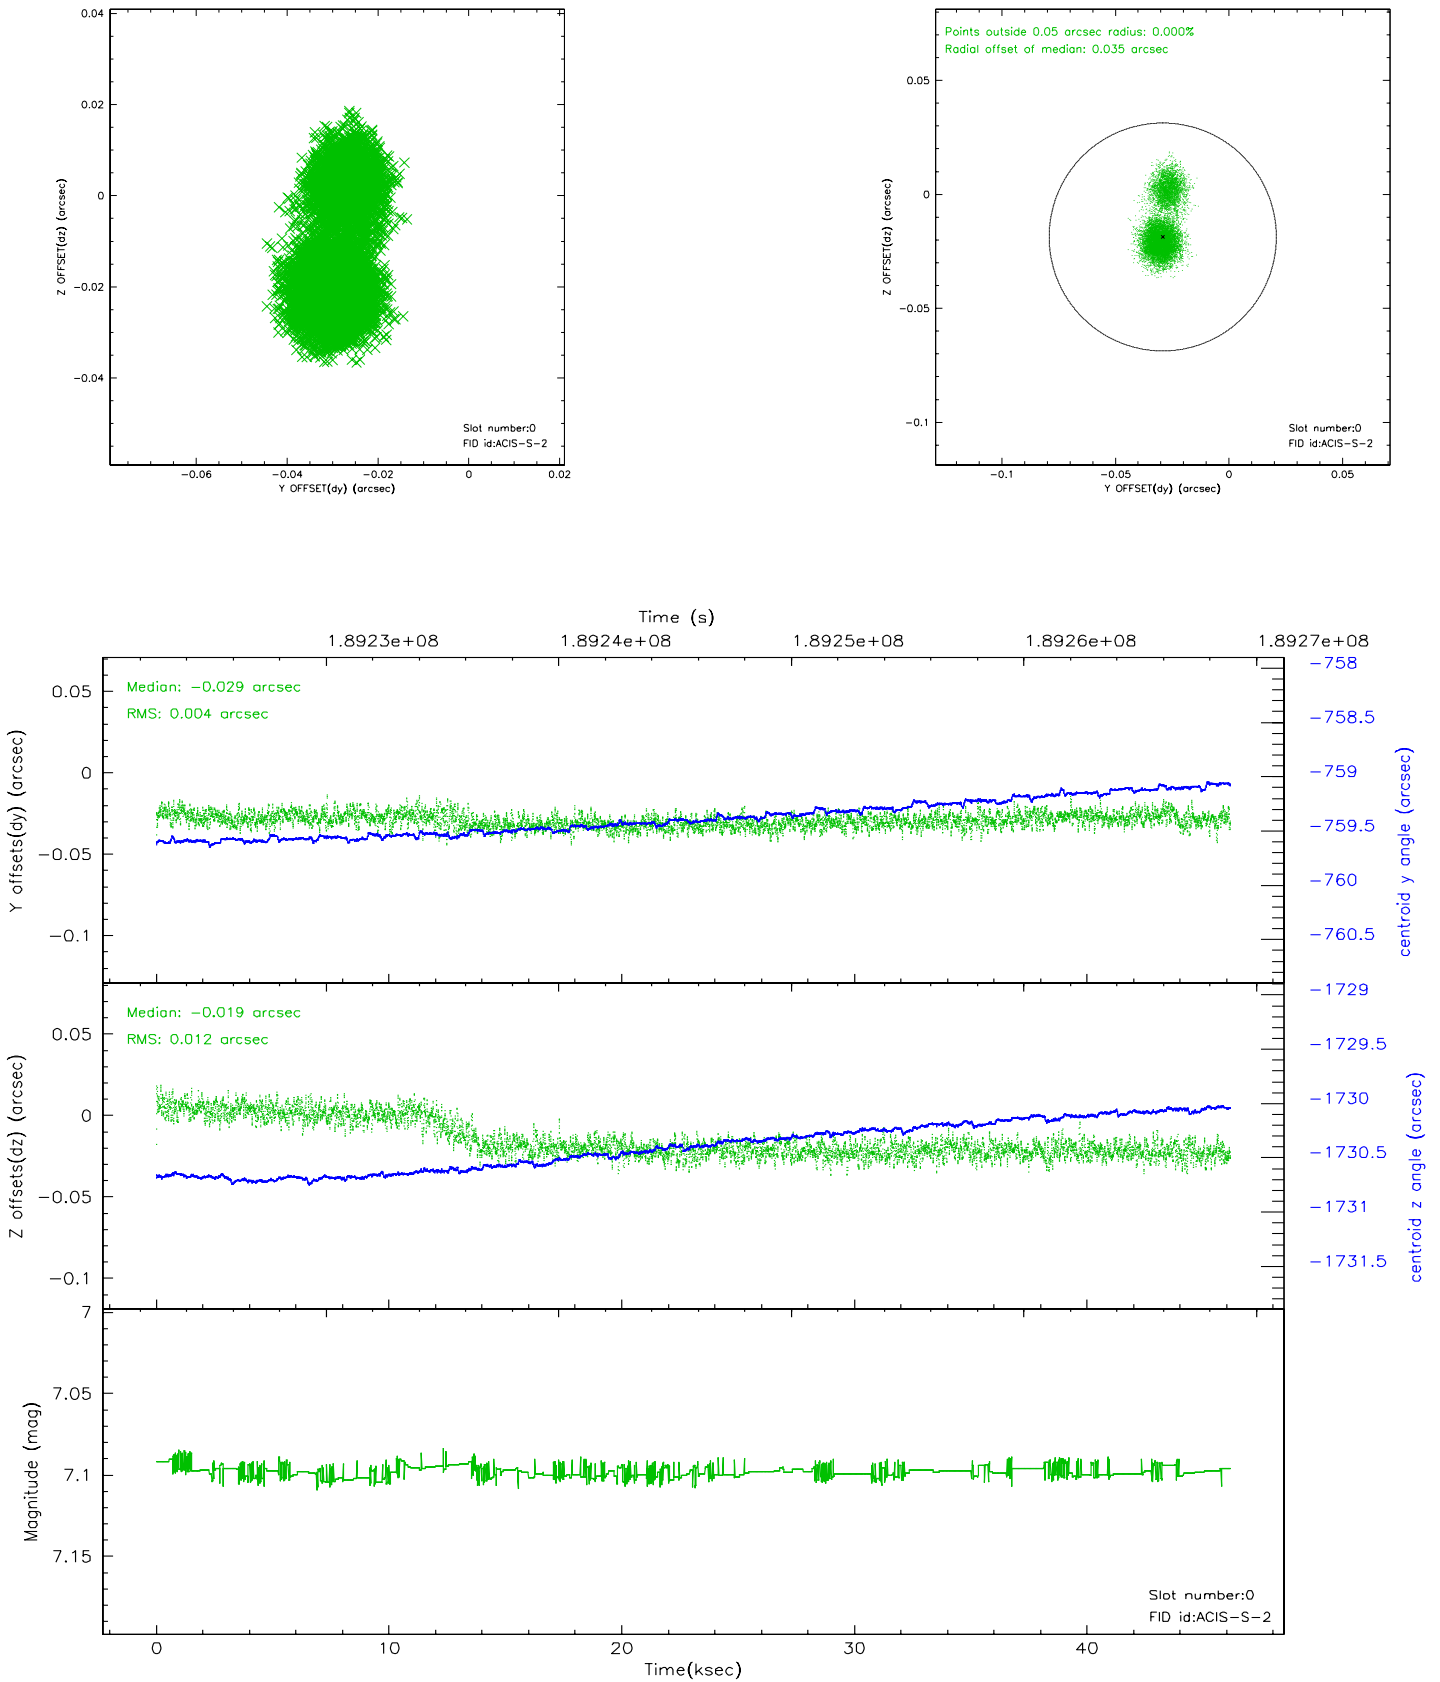 0.04
0.02
0
−0.02
−0.04
Z OFFSET(dz) (arcsec)
Slot number:0
FID id:ACIS−S−2
−0.06
−0.04
−0.02
0
0.02
Y OFFSET(dy) (arcsec)
Points outside 0.05 arcsec radius: 0.000%
Radial offset of median: 0.035 arcsec
0.05
0
−0.05
−0.1
Z OFFSET(dz) (arcsec)
Slot number:0
FID id:ACIS−S−2
−0.1
−0.05
0
0.05
Y OFFSET(dy) (arcsec)
Time (s)
1.8923e+08
1.8924e+08
1.8925e+08
1.8926e+08
1.8927e+08
Median: −0.029 arcsec
RMS: 0.004 arcsec
0.05
0
−0.05
−0.1
Y offsets(dy) (arcsec)
−758
−758.5
−759
−759.5
−760
−760.5
centroid y angle (arcsec)
Median: −0.019 arcsec
RMS: 0.012 arcsec
0.05
0
−0.05
−0.1
Z offsets(dz) (arcsec)
−1729
−1729.5
−1730
−1730.5
−1731
−1731.5
centroid z angle (arcsec)
7
7.05
7.1
7.15
Magnitude (mag)
Slot number:0
FID id:ACIS−S−2
0
10
20
30
40
Time(ksec)